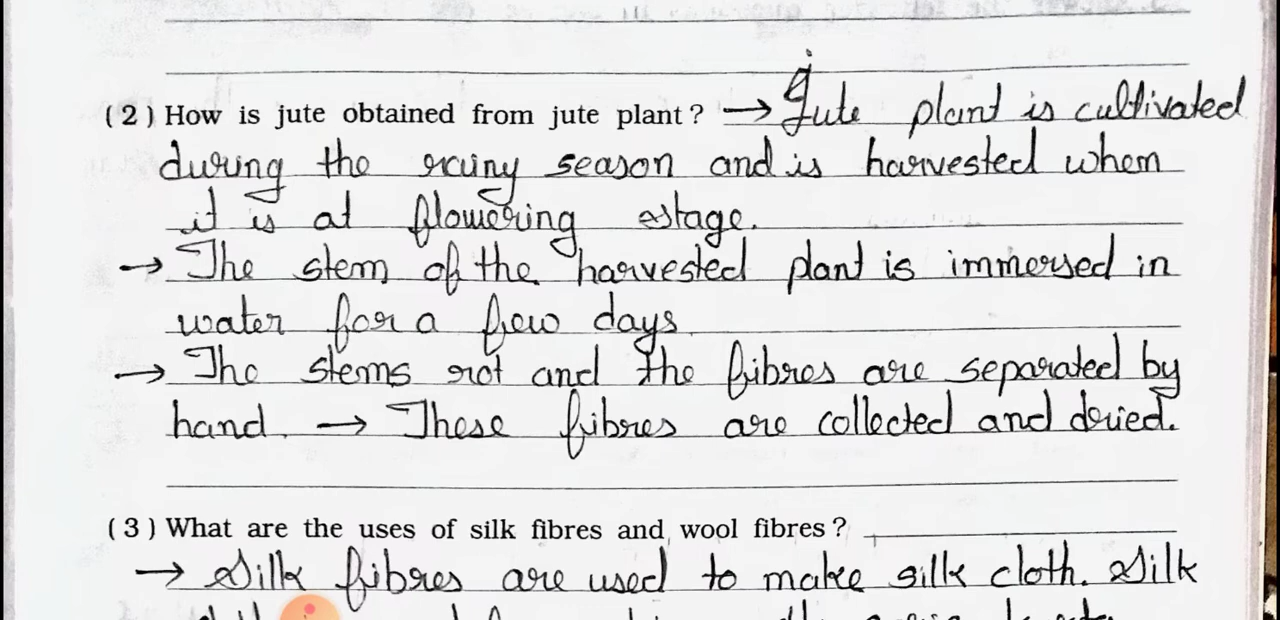 (2) How is jute obtained from jute plant? → Jute plant is cultivated
during the rainy season and is harvested when
it is at flowering stage.
→ The stem of the harvested plant is immersed in
water for a few days
→ The stems rot and the fibres are separated by
hand. → These fibres are collected and dried.
(3) What are the uses of silk fibres and wool fibres?
→ Silk fibres are used to make silk cloth. Silk